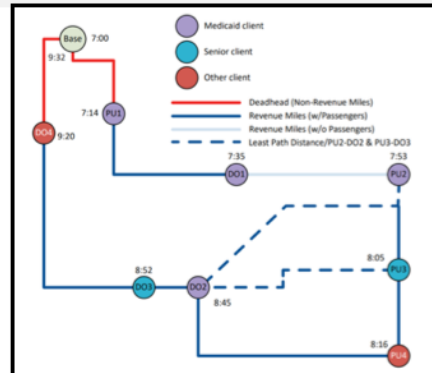 Base
7:00
9:32
Medicaid client
Senior client
Other client
7:14
PU1
DO4
9:20
Deadhead (Non-Revenue Miles)
Revenue Miles (w/Passengers)
Revenue Miles (w/o Passengers)
Least Path Distance/PU2-DO2 & PU3-DO3
7:35
7:53
DO1
PU2
8:05
PU3
8:52
DO3
DO2
8:45
8:16
PU4